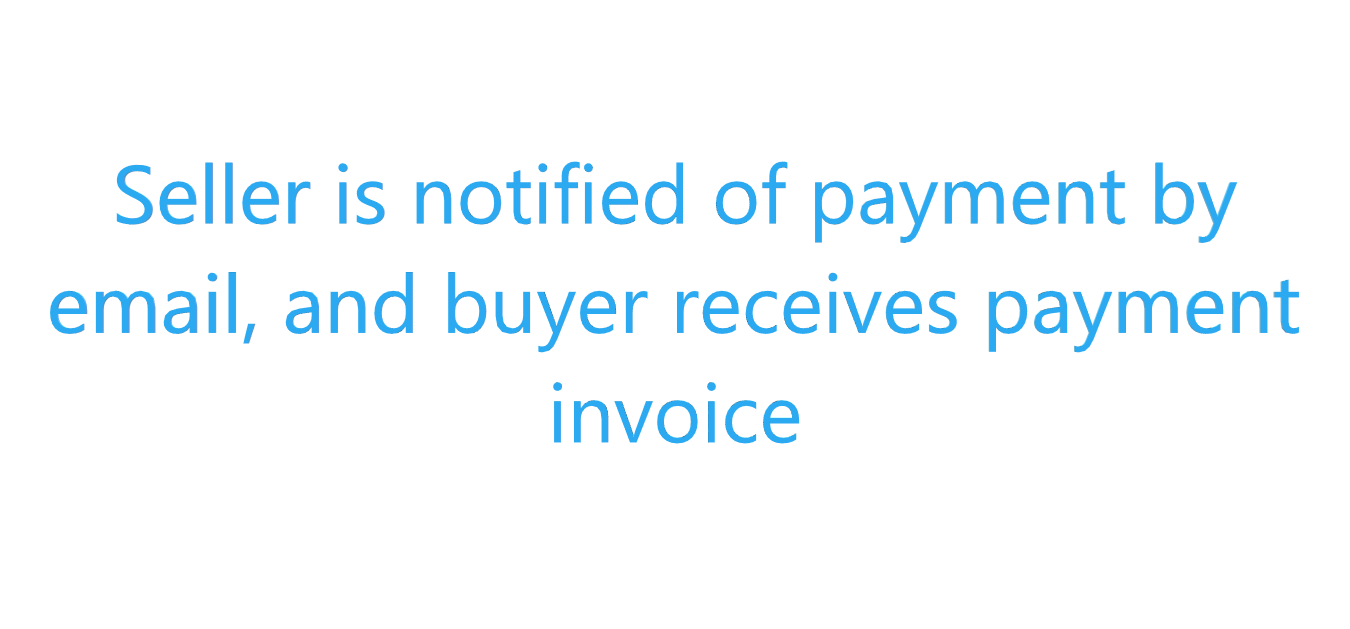 Seller is notified of payment by
email, and buyer receives payment
invoice